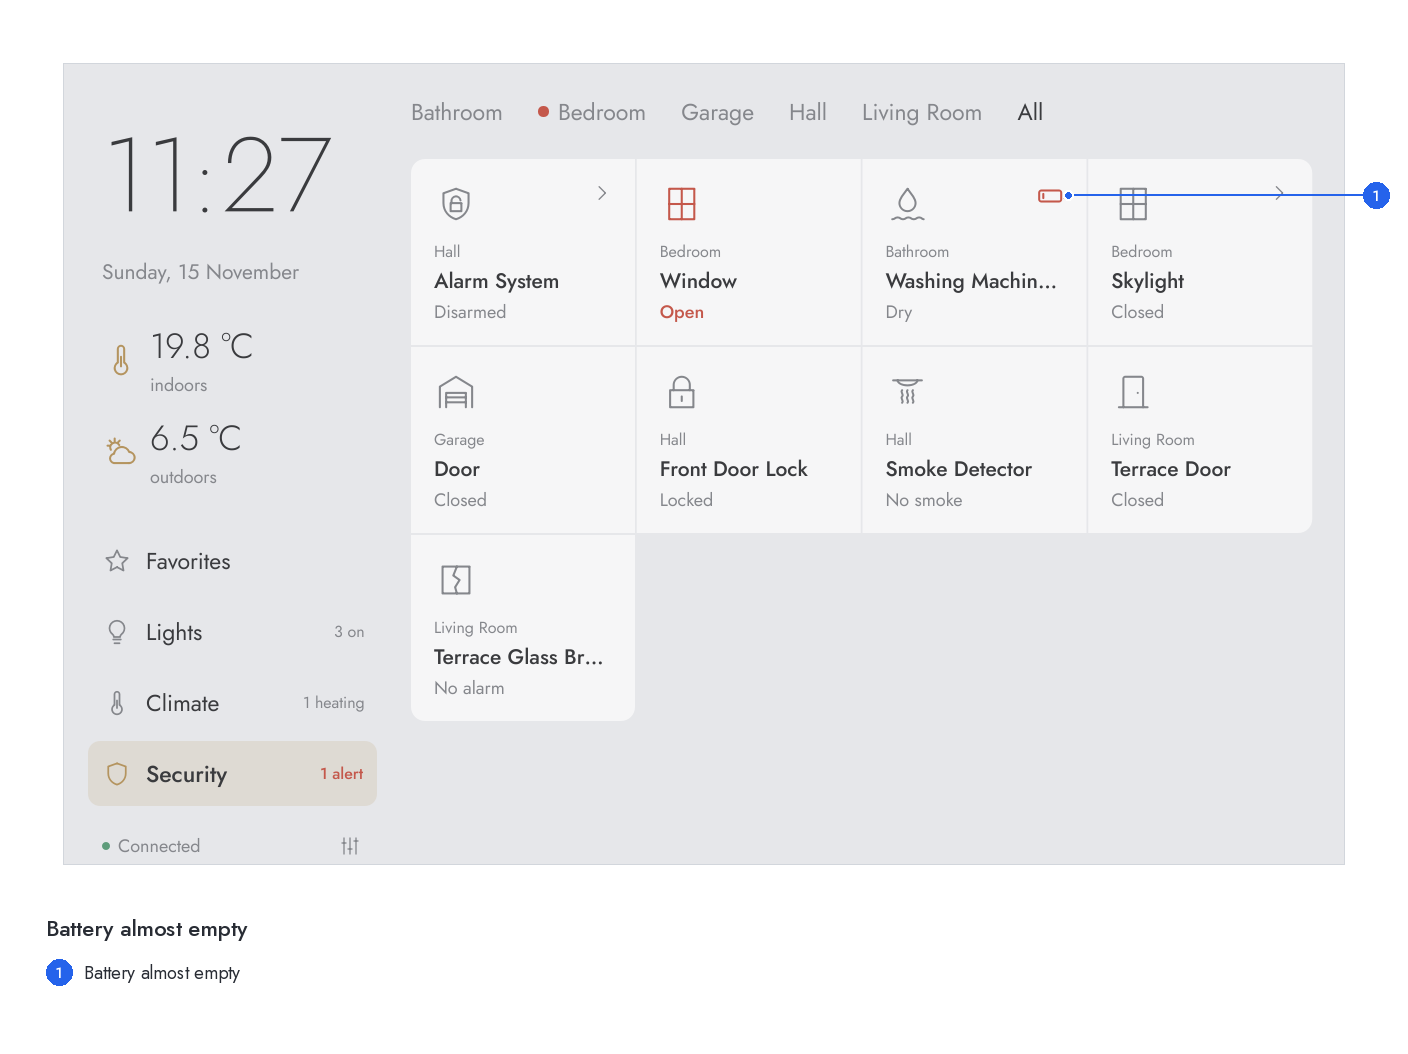 Bathroom Bedroom Garage Hall Living Room All
11:27
Sunday, 15 November
19.8 °C
indoors
6.5 °C
outdoors
Favorites
Lights 3 on
Climate 1 heating
Security 1 alert
Connected
Hall
Alarm System
Disarmed
Bedroom
Window
Open
Bathroom
Washing Machin...
Dry
Bedroom
Skylight
Closed
1
Garage
Door
Closed
Hall
Front Door Lock
Locked
Hall
Smoke Detector
No smoke
Living Room
Terrace Door
Closed
Living Room
Terrace Glass Br...
No alarm
Battery almost empty
1 Battery almost empty